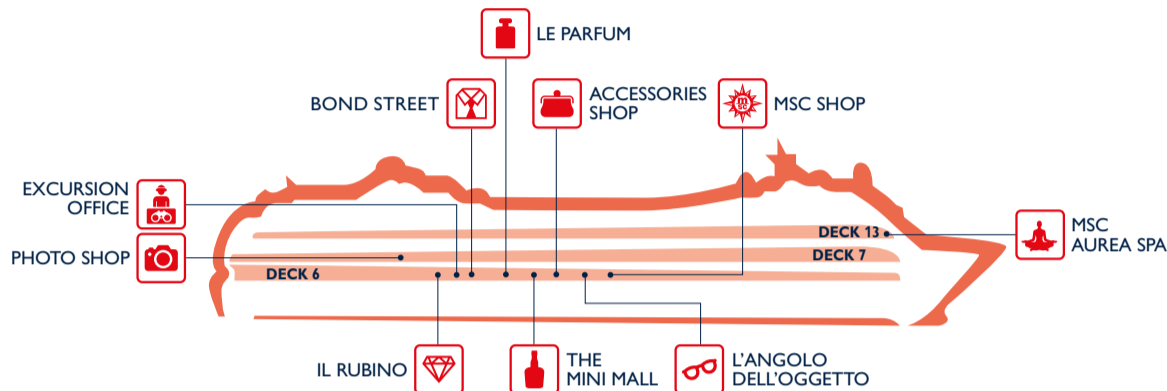 LE PARFUM
BOND STREET
ACCESSORIES
SHOP
msc
MSC SHOP
EXCURSION
OFFICE
DECK 13
MSC
AUREA SPA
PHOTO SHOP
DECK 7
DECK 6
IL RUBINO
THE
MINI MALL
L'ANGOLO
DELL'OGGETTO